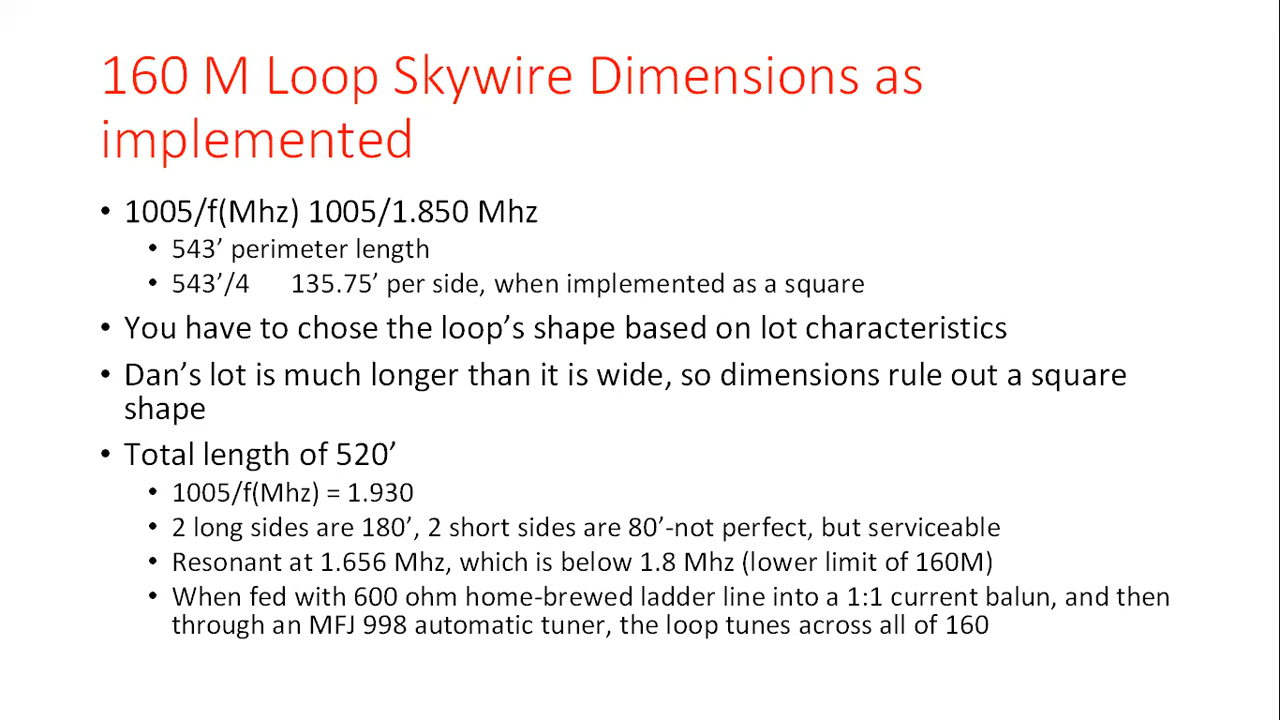 160 M Loop Skywire Dimensions as
implemented
• 1005/f(Mhz) 1005/1.850 Mhz
• 543’ perimeter length
• 543’/4 135.75’ per side, when implemented as a square
• You have to chose the loop’s shape based on lot characteristics
• Dan’s lot is much longer than it is wide, so dimensions rule out a square
shape
• Total length of 520’
• 1005/f(Mhz) = 1.930
• 2 long sides are 180’, 2 short sides are 80’-not perfect, but serviceable
• Resonant at 1.656 Mhz, which is below 1.8 Mhz (lower limit of 160M)
• When fed with 600 ohm home-brewed ladder line into a 1:1 current balun, and then
through an MFJ 998 automatic tuner, the loop tunes across all of 160